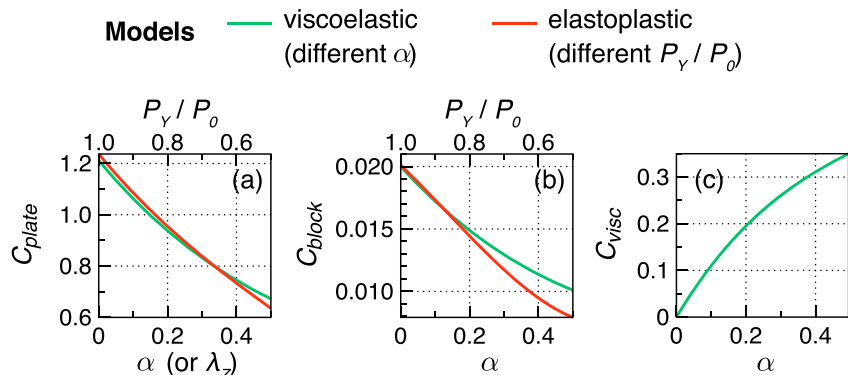 Models
viscoelastic
(different α)
elastoplastic
(different P_Y / P_0)
P_Y / P_0
1.0 0.8 0.6
(a)
C_plate
1.2
1.0
0.8
0.6
0 0.2 0.4
α (or λ_z)
P_Y / P_0
1.0 0.8 0.6
(b)
C_block
0.020
0.015
0.010
0 0.2 0.4
α
(c)
C_visc
0.3
0.2
0.1
0
0 0.2 0.4
α